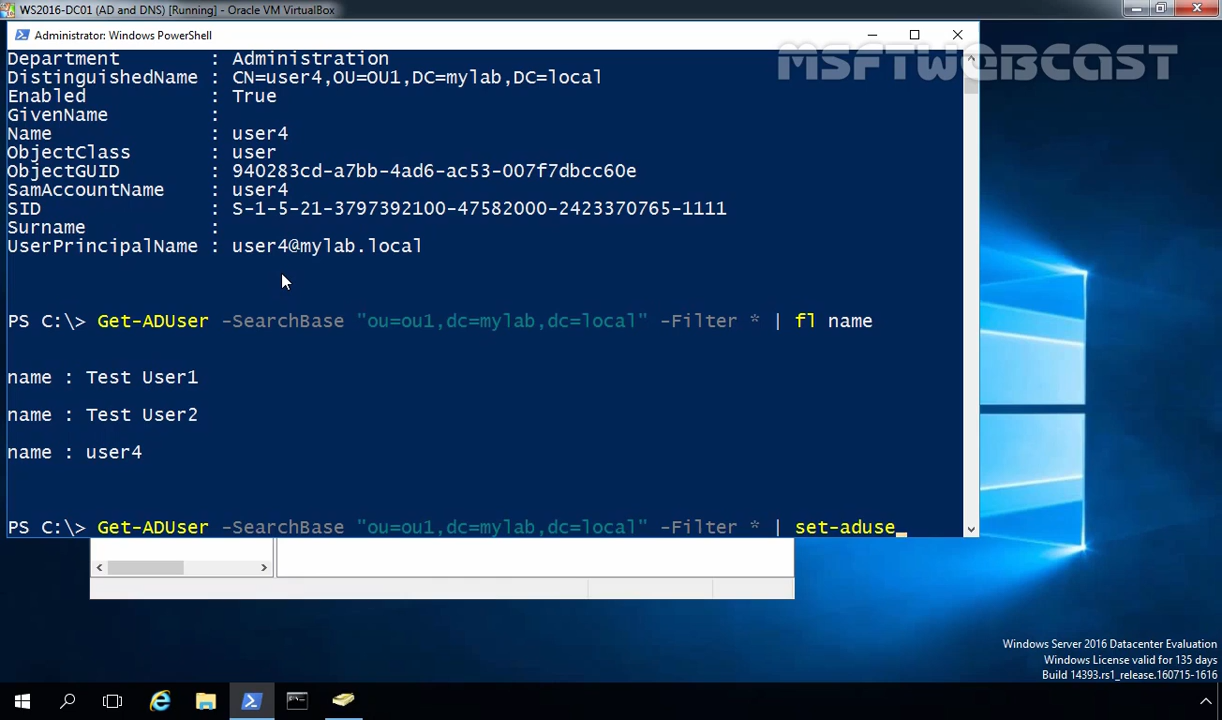 WS2016-DC01 (AD and DNS) [Running] - Oracle VM VirtualBox
Administrator: Windows PowerShell
MSFTWEBCAST
Department : Administration
DistinguishedName : CN=user4,OU=OU1,DC=mylab,DC=local
Enabled : True
GivenName :
Name : user4
ObjectClass : user
ObjectGUID : 940283cd-a7bb-4ad6-ac53-007f7dbcc60e
SamAccountName : user4
SID : S-1-5-21-3797392100-47582000-2423370765-1111
Surname :
UserPrincipalName : user4@mylab.local
PS C:\> Get-ADUser -SearchBase "ou=ou1,dc=mylab,dc=local" -Filter * | fl name
name : Test User1
name : Test User2
name : user4
PS C:\> Get-ADUser -SearchBase "ou=ou1,dc=mylab,dc=local" -Filter * | set-aduse_
Windows Server 2016 Datacenter Evaluation
Windows License valid for 135 days
Build 14393.rs1_release.160715-1616